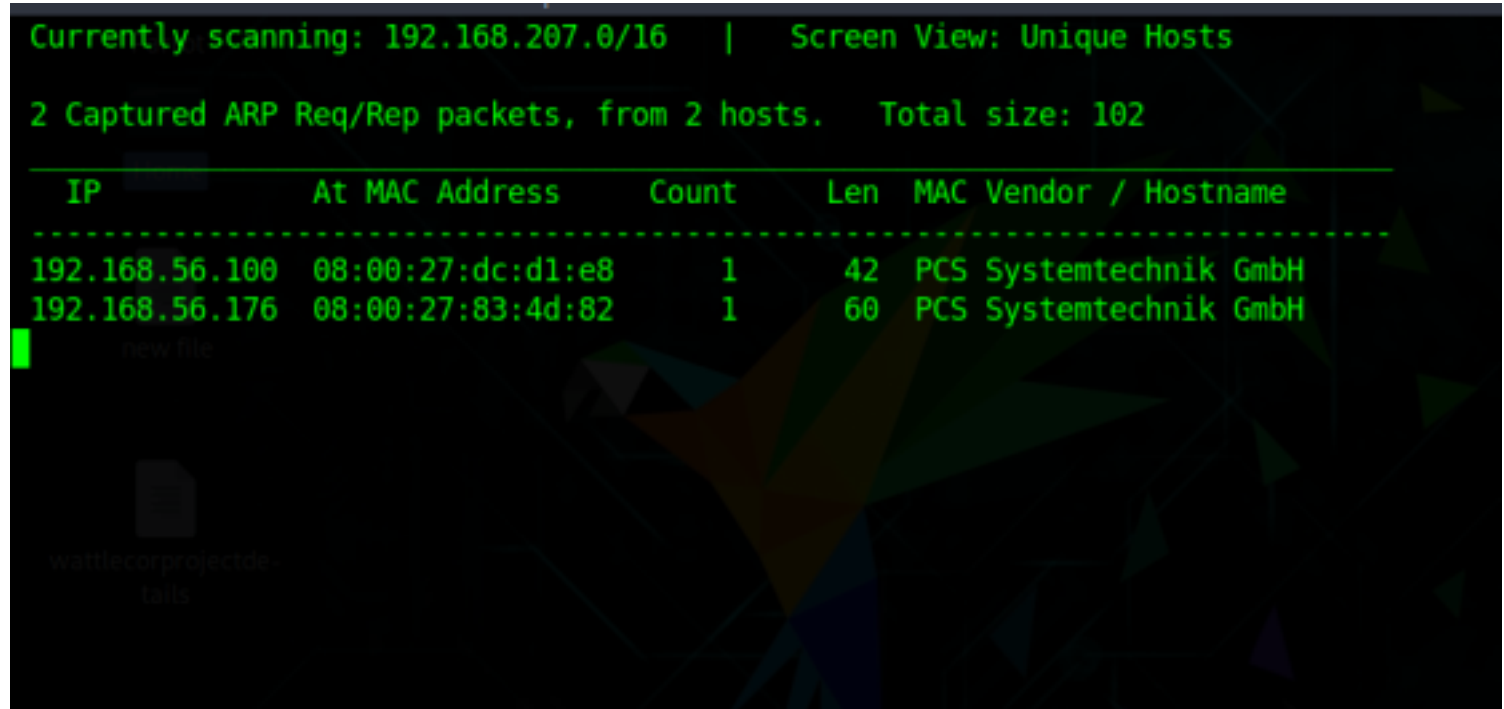 Currently scanning: 192.168.207.0/16   |   Screen View: Unique Hosts
2 Captured ARP Req/Rep packets, from 2 hosts.   Total size: 102
IP            At MAC Address     Count     Len  MAC Vendor / Hostname
-----------------------------------------------------------------------------
192.168.56.100  08:00:27:dc:d1:e8      1      42  PCS Systemtechnik GmbH
192.168.56.176  08:00:27:83:4d:82      1      60  PCS Systemtechnik GmbH
new file
wattlecorprojectde-
tails